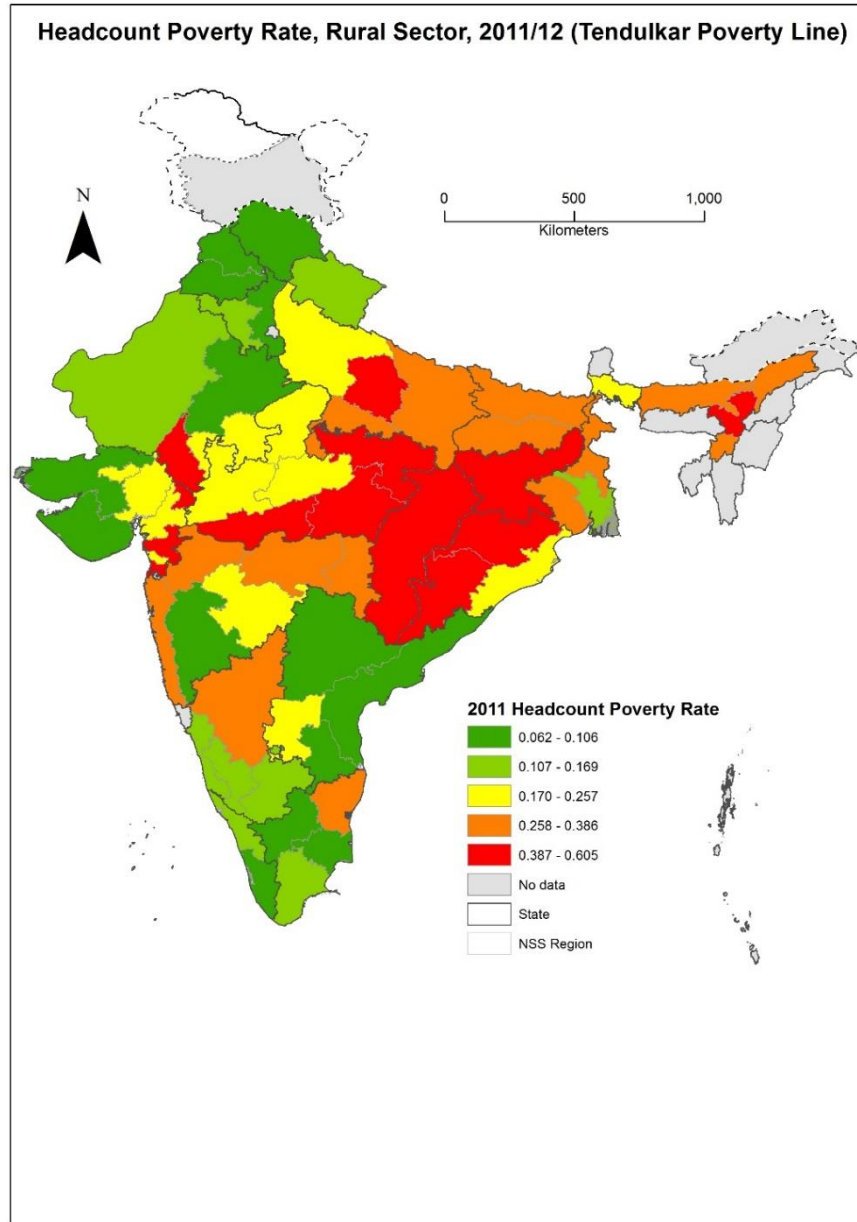 Headcount Poverty Rate, Rural Sector, 2011/12 (Tendulkar Poverty Line)
N
0 500 1,000
Kilometers
2011 Headcount Poverty Rate
0.062 - 0.106
0.107 - 0.169
0.170 - 0.257
0.258 - 0.386
0.387 - 0.605
No data
State
NSS Region